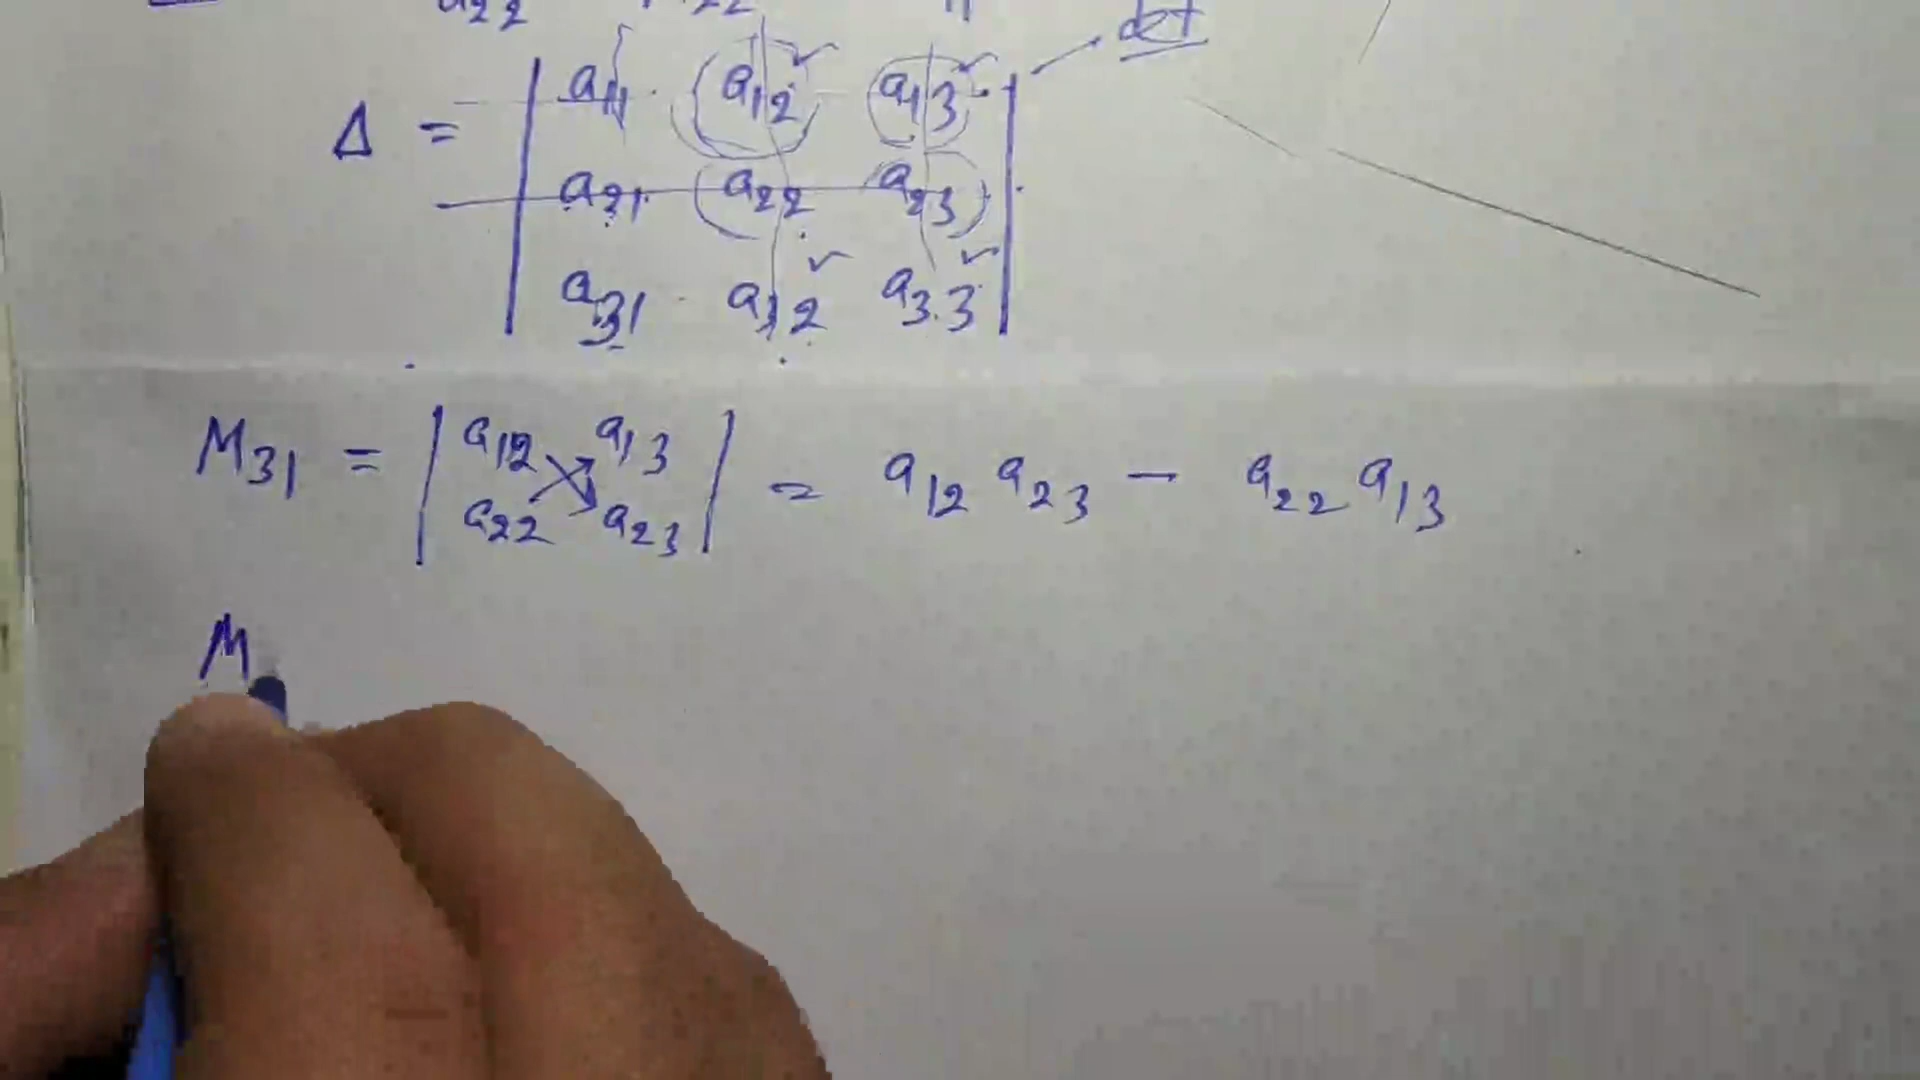 a22
det
Δ = | a11 a12 ✓ a13 ✓ |
| a21 a22 a23 |
| a31 a32 ✓ a33 ✓ |
M31 = | a12 a13 | = a12 a23 − a22 a13
| a22 a23 |
M